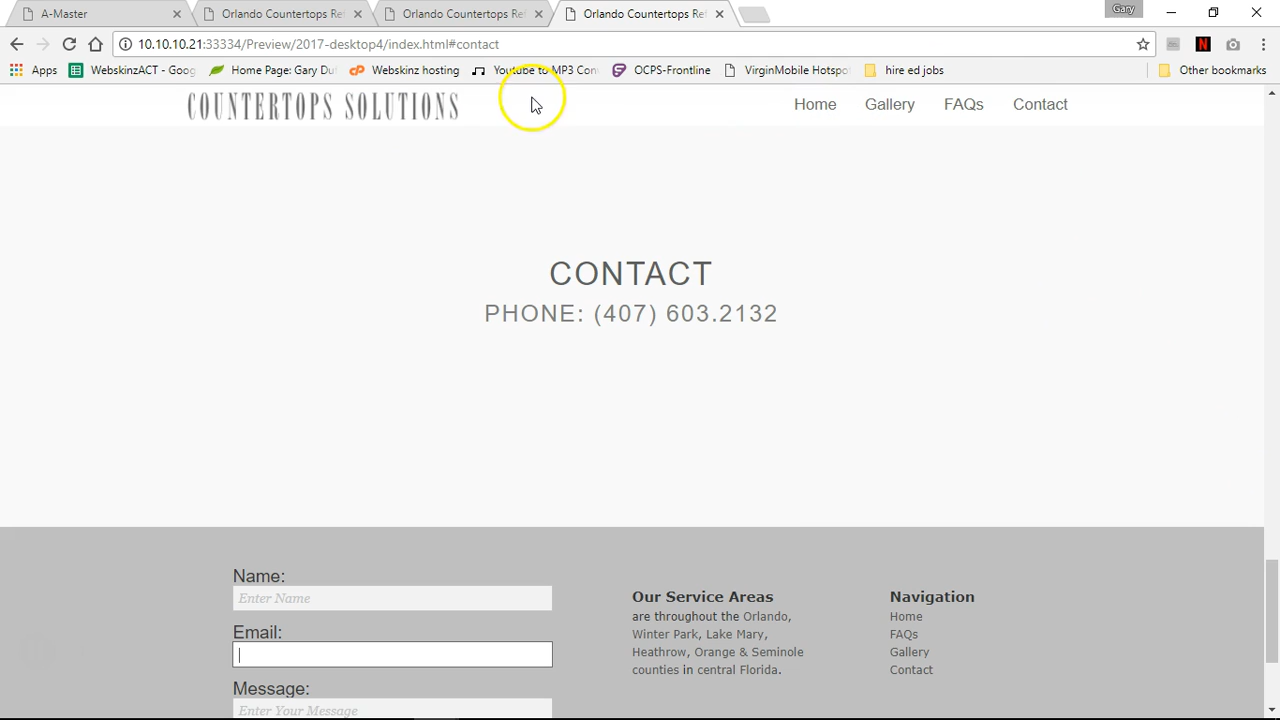 A-Master
Orlando Countertops Ref
Orlando Countertops Ref
Orlando Countertops Ref
Gary
10.10.10.21:33334/Preview/2017-desktop4/index.html#contact
Apps
WebskinzACT - Goog
Home Page: Gary Du
Webskinz hosting
Youtube to MP3 Con
OCPS-Frontline
VirginMobile Hotspo
hire ed jobs
Other bookmarks
COUNTERTOPS SOLUTIONS
Home
Gallery
FAQs
Contact
CONTACT
PHONE: (407) 603.2132
Name:
Enter Name
Email:
Message:
Enter Your Message
Our Service Areas
are throughout the Orlando,
Winter Park, Lake Mary,
Heathrow, Orange & Seminole
counties in central Florida.
Navigation
Home
FAQs
Gallery
Contact